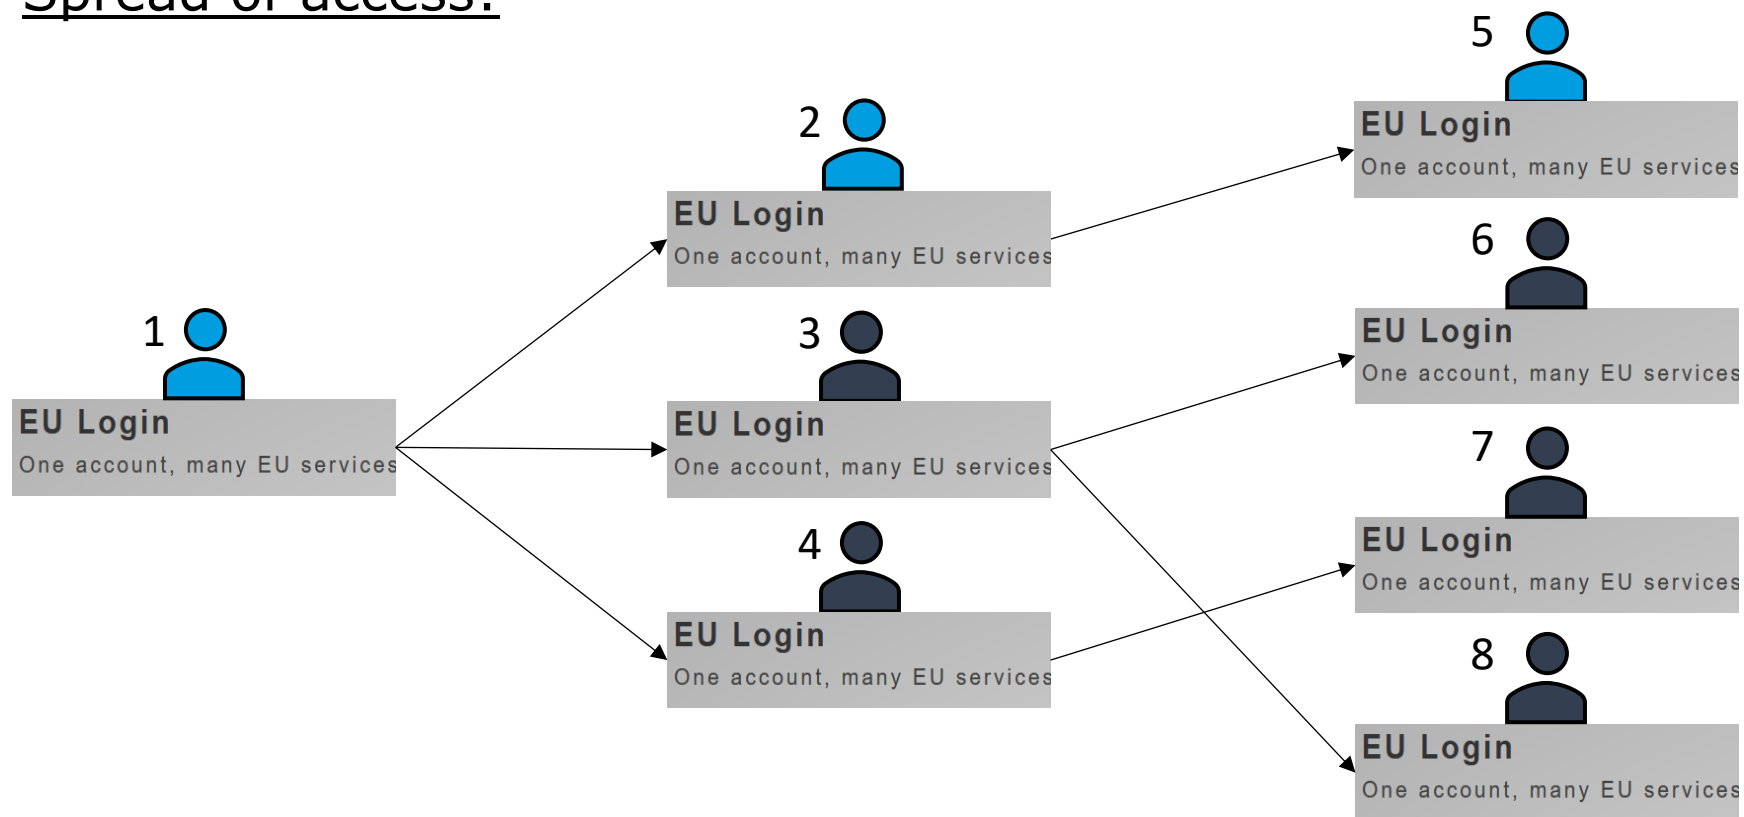 Spread of access:
1
EU Login
One account, many EU services
2
EU Login
One account, many EU services
3
EU Login
One account, many EU services
4
EU Login
One account, many EU services
5
EU Login
One account, many EU services
6
EU Login
One account, many EU services
7
EU Login
One account, many EU services
8
EU Login
One account, many EU services